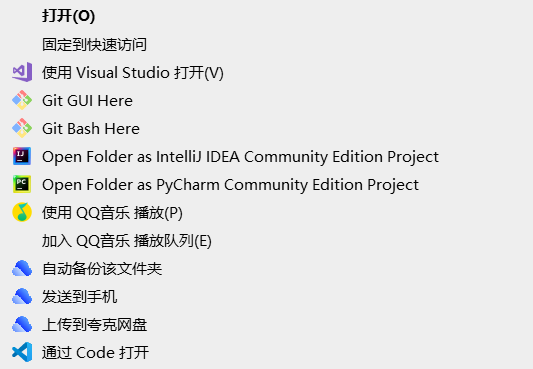 打开(O)
固定到快速访问
使用 Visual Studio 打开(V)
Git GUI Here
Git Bash Here
Open Folder as IntelliJ IDEA Community Edition Project
Open Folder as PyCharm Community Edition Project
使用 QQ音乐 播放(P)
加入 QQ音乐 播放队列(E)
自动备份该文件夹
发送到手机
上传到夸克网盘
通过 Code 打开